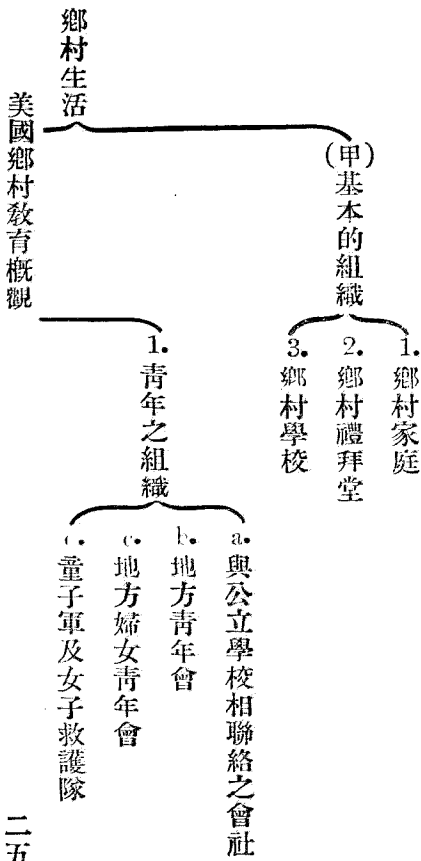 鄉村生活
(甲)基本的組織
1. 鄉村家庭
2. 鄉村禮拜堂
3. 鄉村學校
1. 青年之組織
a. 與公立學校相聯絡之會社
b. 地方青年會
c. 地方婦女青年會
c. 童子軍及女子救護隊
美國鄉村敎育概觀
二五